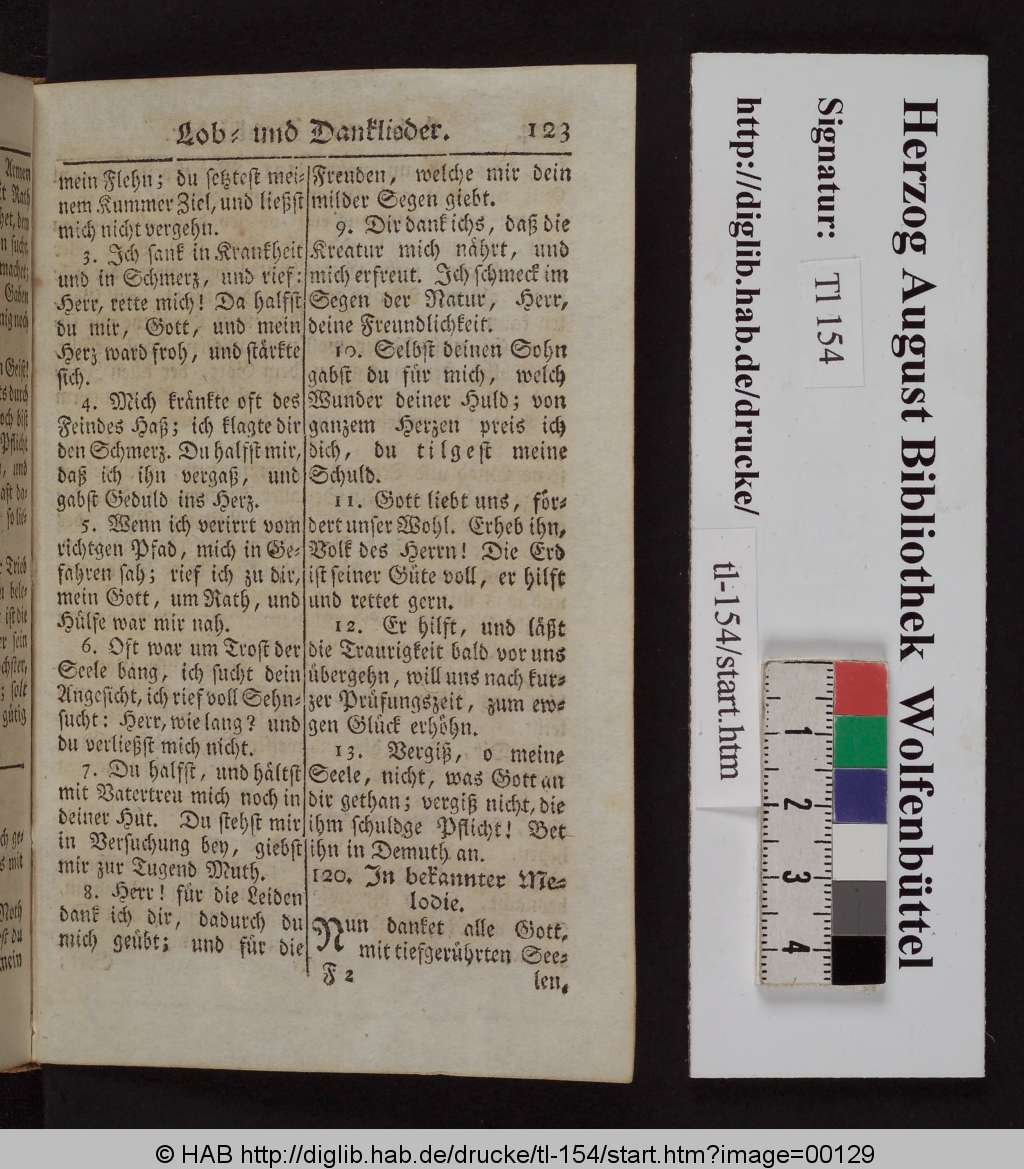 Lob- und Danklieder. 123
mein Flehn; du setztest mei-
nem Kummer Ziel, und ließst
mich nicht vergehn.
3. Ich sank in Krankheit
und in Schmerz, und rief:
Herr, rette mich! Da halfst
du mir, Gott, und mein
Herz ward froh, und stärkte
sich.
4. Mich kränkte oft des
Feindes Haß; ich klagte dir
den Schmerz. Du halfst mir,
daß ich ihn vergaß, und
gabst Geduld ins Herz.
5. Wenn ich verirrt vom
richtgen Pfad, mich in Ge-
fahren sah; rief ich zu dir,
mein Gott, um Rath, und
Hülfe war mir nah.
6. Oft war um Trost der
Seele bang, ich sucht dein
Angesicht, ich rief voll Sehn-
sucht: Herr, wie lang? und
du verließst mich nicht.
7. Du halfst, und hältst
mit Vatertreu mich noch in
deiner Hut. Du stehst mir
in Versuchung bey, giebst
mir zur Tugend Muth.
8. Herr! für die Leiden
dank ich dir, dadurch du
mich geübt; und für die
Freuden, welche mir dein
milder Segen giebt.
9. Dir dank ichs, daß die
Kreatur mich nährt, und
mich erfreut. Ich schmeck im
Segen der Natur, Herr,
deine Freundlichkeit.
10. Selbst deinen Sohn
gabst du für mich, welch
Wunder deiner Huld; von
ganzem Herzen preis ich
dich, du tilgest meine
Schuld.
11. Gott liebt uns, för-
dert unser Wohl. Erheb ihn,
Volk des Herrn! Die Erd
ist seiner Güte voll, er hilft
und rettet gern.
12. Er hilft, und läßt
die Traurigkeit bald vor uns
übergehn, will uns nach kur-
zer Prüfungszeit, zum ew-
gen Glück erhöhn.
13. Vergiß, o meine
Seele, nicht, was Gott an
dir gethan; vergiß nicht, die
ihm schuldge Pflicht! Bet
ihn in Demuth an.
120. In bekannter Me-
lodie.
Nun danket alle Gott,
mit tiefgerührten See-
F 2 len,
Herzog August Bibliothek Wolfenbüttel
Signatur: Tl 154
http://diglib.hab.de/drucke/
tl-154/start.htm
1
2
3
4
© HAB http://diglib.hab.de/drucke/tl-154/start.htm?image=00129